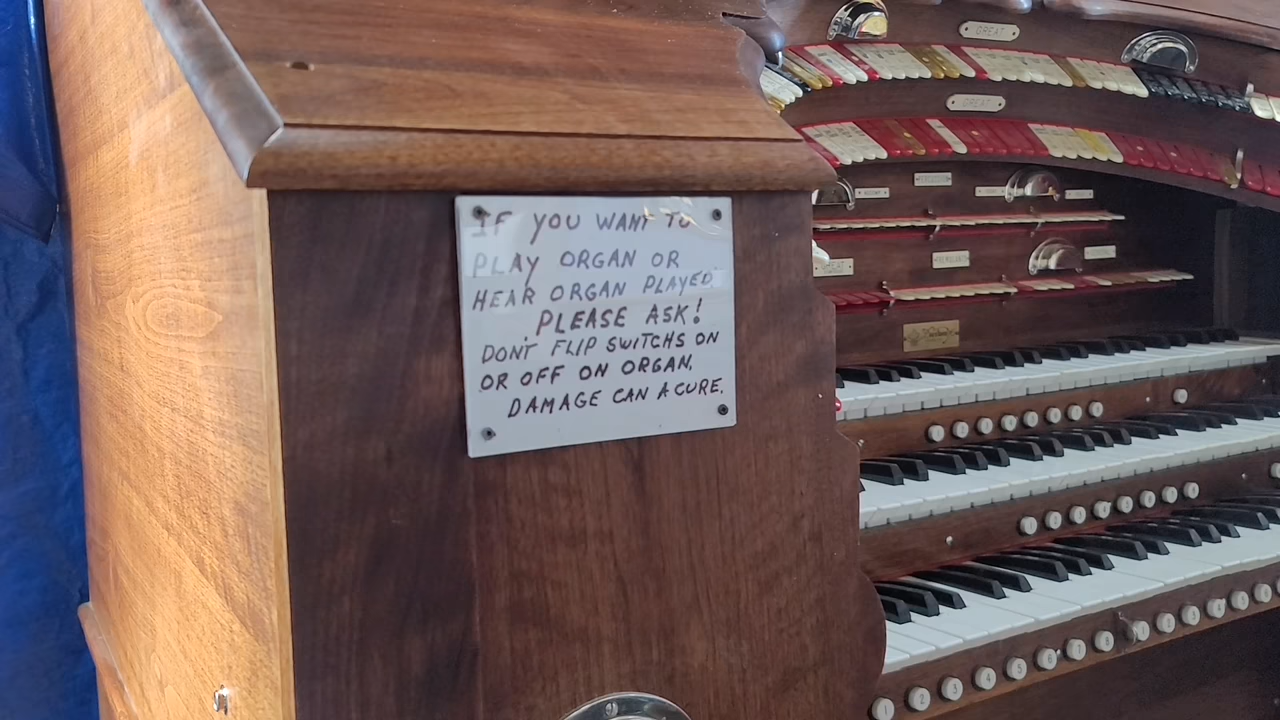 IF YOU WANT TO
PLAY ORGAN OR
HEAR ORGAN PLAYED.
PLEASE ASK!
DON'T FLIP SWITCHS ON
OR OFF ON ORGAN.
DAMAGE CAN ACURE.
GREAT
GREAT